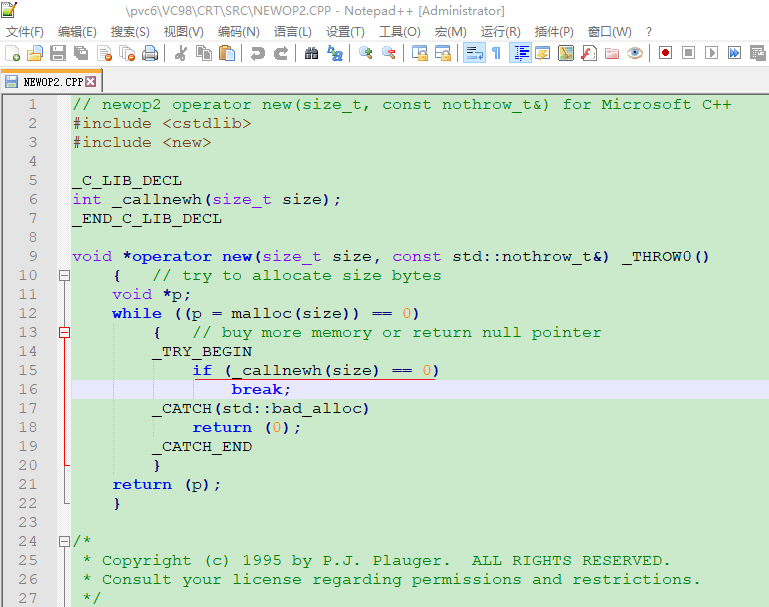 \pvc6\VC98\CRT\SRC\NEWOP2.CPP - Notepad++ [Administrator]
文件(F) 编辑(E) 搜索(S) 视图(V) 编码(N) 语言(L) 设置(T) 工具(O) 宏(M) 运行(R) 插件(P) 窗口(W) ?
NEWOP2.CPP
1 // newop2 operator new(size_t, const nothrow_t&) for Microsoft C++
2 #include <cstdlib>
3 #include <new>
4
5 _C_LIB_DECL
6 int _callnewh(size_t size);
7 _END_C_LIB_DECL
8
9 void *operator new(size_t size, const std::nothrow_t&) _THROW0()
10 { // try to allocate size bytes
11 void *p;
12 while ((p = malloc(size)) == 0)
13 { // buy more memory or return null pointer
14 _TRY_BEGIN
15 if (_callnewh(size) == 0)
16 break;
17 _CATCH(std::bad_alloc)
18 return (0);
19 _CATCH_END
20 }
21 return (p);
22 }
23
24 /*
25 * Copyright (c) 1995 by P.J. Plauger. ALL RIGHTS RESERVED.
26 * Consult your license regarding permissions and restrictions.
27 */